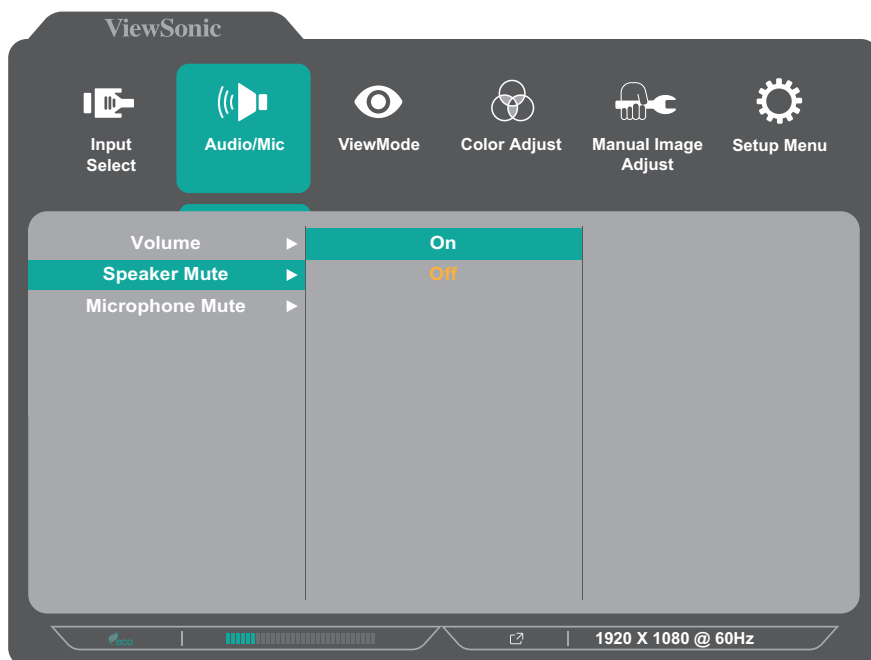 ViewSonic
Input
Select
Audio/Mic
ViewMode
Color Adjust
Manual Image
Adjust
Setup Menu
Volume
On
Speaker Mute
Off
Microphone Mute
eco
1920 X 1080 @ 60Hz